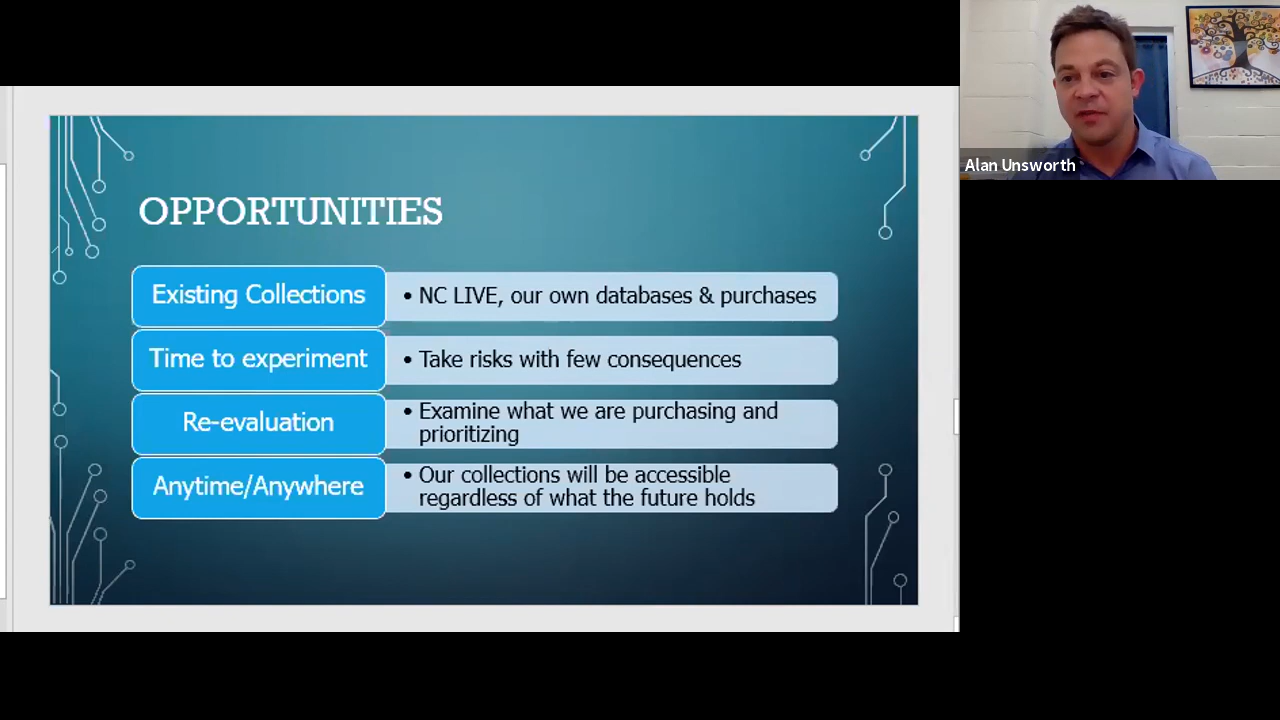 Alan Unsworth
OPPORTUNITIES
Existing Collections
• NC LIVE, our own databases & purchases
Time to experiment
• Take risks with few consequences
Re-evaluation
• Examine what we are purchasing and
prioritizing
Anytime/Anywhere
• Our collections will be accessible
regardless of what the future holds